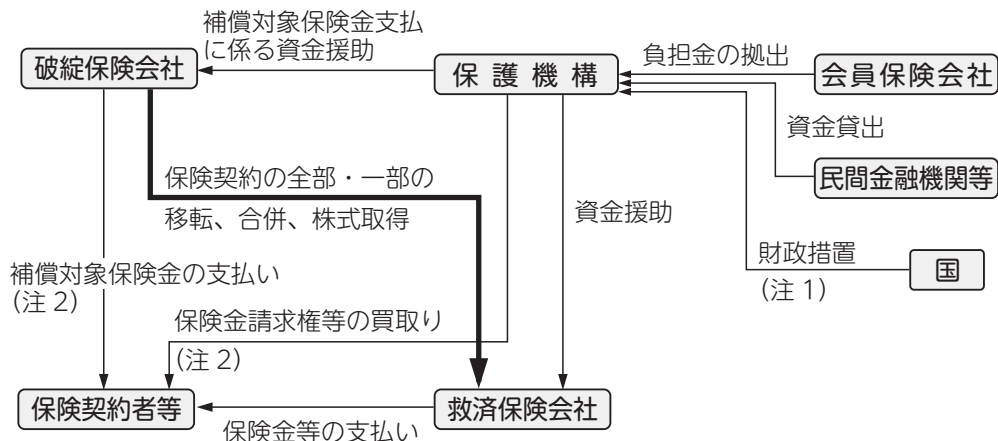 補償対象保険金支払
に係る資金援助
破綻保険会社
保護機構
負担金の拠出
会員保険会社
資金貸出
民間金融機関等
保険契約の全部・一部の
移転、合併、株式取得
資金援助
財政措置
(注 1)
国
補償対象保険金の支払い
(注 2)
保険金請求権等の買取り
(注 2)
保険契約者等
救済保険会社
保険金等の支払い